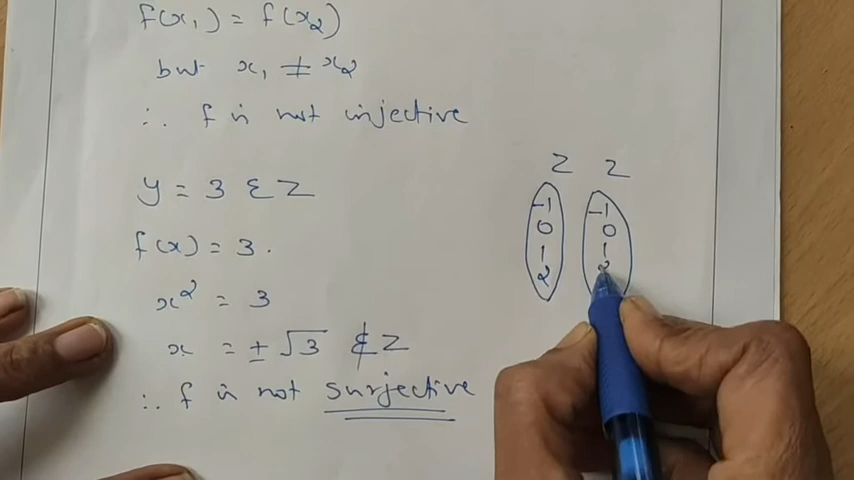 f(x₁) = f(x₂)
but x₁ ≠ x₂
∴ f is not injective
y = 3 ∈ Z
f(x) = 3.
x² = 3
x = ± √3 ∉ Z
∴ f is not surjective
Z Z
-1 -1
0 0
1 1
2 2